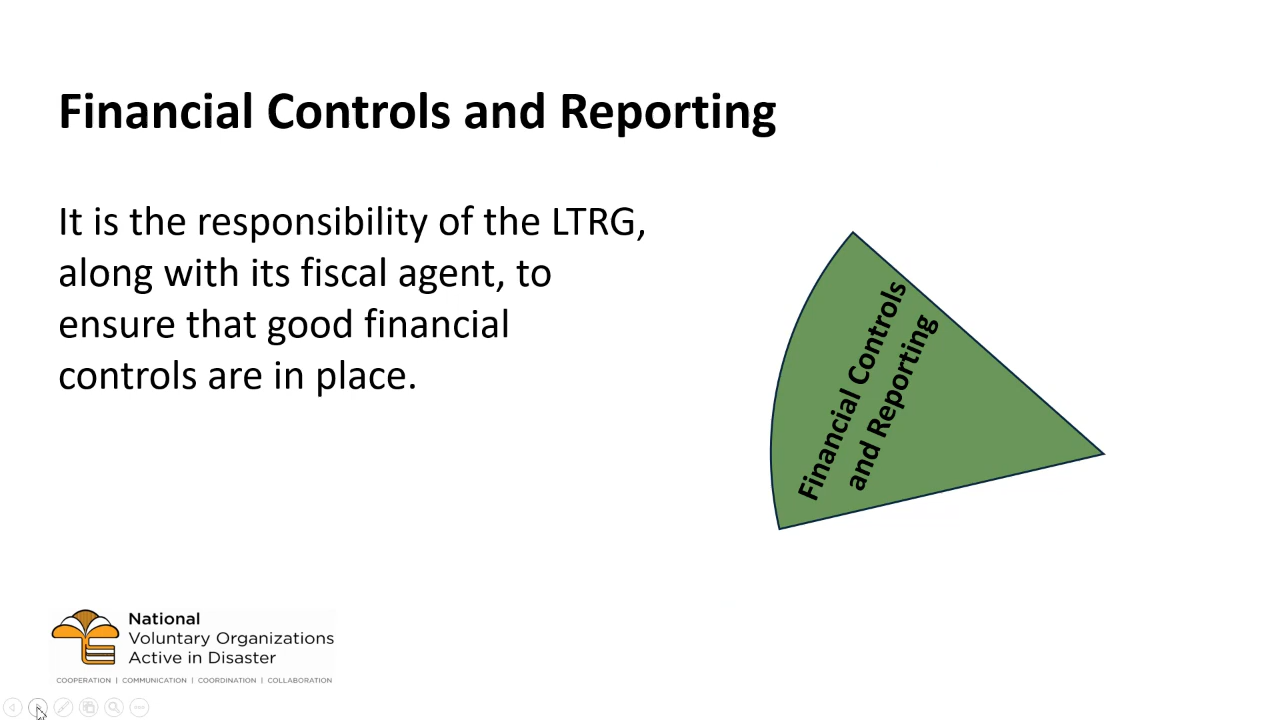 Financial Controls and Reporting
It is the responsibility of the LTRG,
along with its fiscal agent, to
ensure that good financial
controls are in place.
Financial Controls
and Reporting
National
Voluntary Organizations
Active in Disaster
COOPERATION | COMMUNICATION | COORDINATION | COLLABORATION